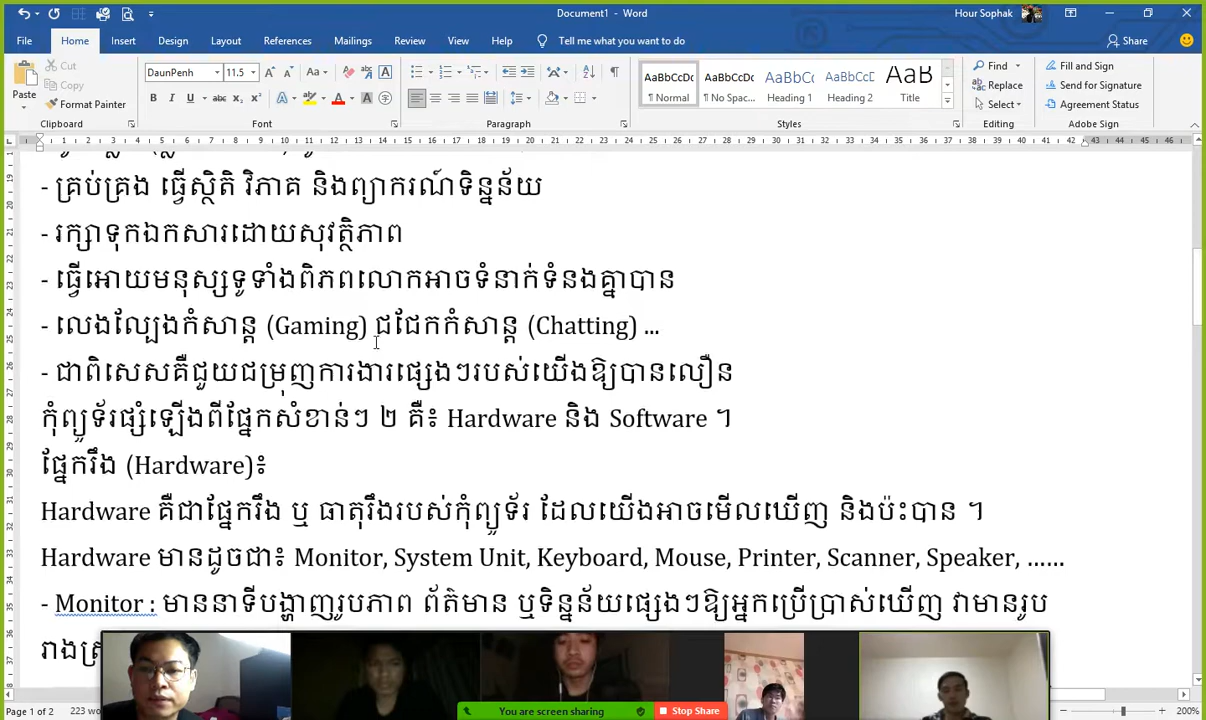 Document1 - Word
Hour Sophak
File Home Insert Design Layout References Mailings Review View Help Tell me what you want to do Share
Cut
Copy
Paste
Format Painter
Clipboard
DaunPenh 11.5
Font
Paragraph
AaBbCcDc AaBbCcDc AaBbCc AaBbCcD AaB
¶ Normal ¶ No Spac... Heading 1 Heading 2 Title
Styles
Find
Replace
Select
Editing
Fill and Sign
Send for Signature
Agreement Status
Adobe Sign
- គ្រប់គ្រង ធ្វើស្ថិតិ វិភាគ និងព្យាករណ៍ទិន្នន័យ
- រក្សាទុកឯកសារដោយសុវត្ថិភាព
- ធ្វើអោយមនុស្សទូទាំងពិភពលោកអាចទំនាក់ទំនងគ្នាបាន
- លេងល្បែងកំសាន្ត (Gaming) ជជែកកំសាន្ត (Chatting) ...
- ជាពិសេសគឺជួយជម្រុញការងារផ្សេងៗរបស់យើងឱ្យបានលឿន
កុំព្យូទ័រផ្សំឡើងពីផ្នែកសំខាន់ៗ ២ គឺ៖ Hardware និង Software ។
ផ្នែករឹង (Hardware)៖
Hardware គឺជាផ្នែករឹង ឬ ធាតុរឹងរបស់កុំព្យូទ័រ ដែលយើងអាចមើលឃើញ និងប៉ះបាន ។
Hardware មានដូចជា៖ Monitor, System Unit, Keyboard, Mouse, Printer, Scanner, Speaker, ……
- Monitor : មាននាទីបង្ហាញរូបភាព ព័ត៌មាន ឬទិន្នន័យផ្សេងៗឱ្យអ្នកប្រើប្រាស់ឃើញ វាមានរូប
You are screen sharing Stop Share
Page 1 of 2 200%